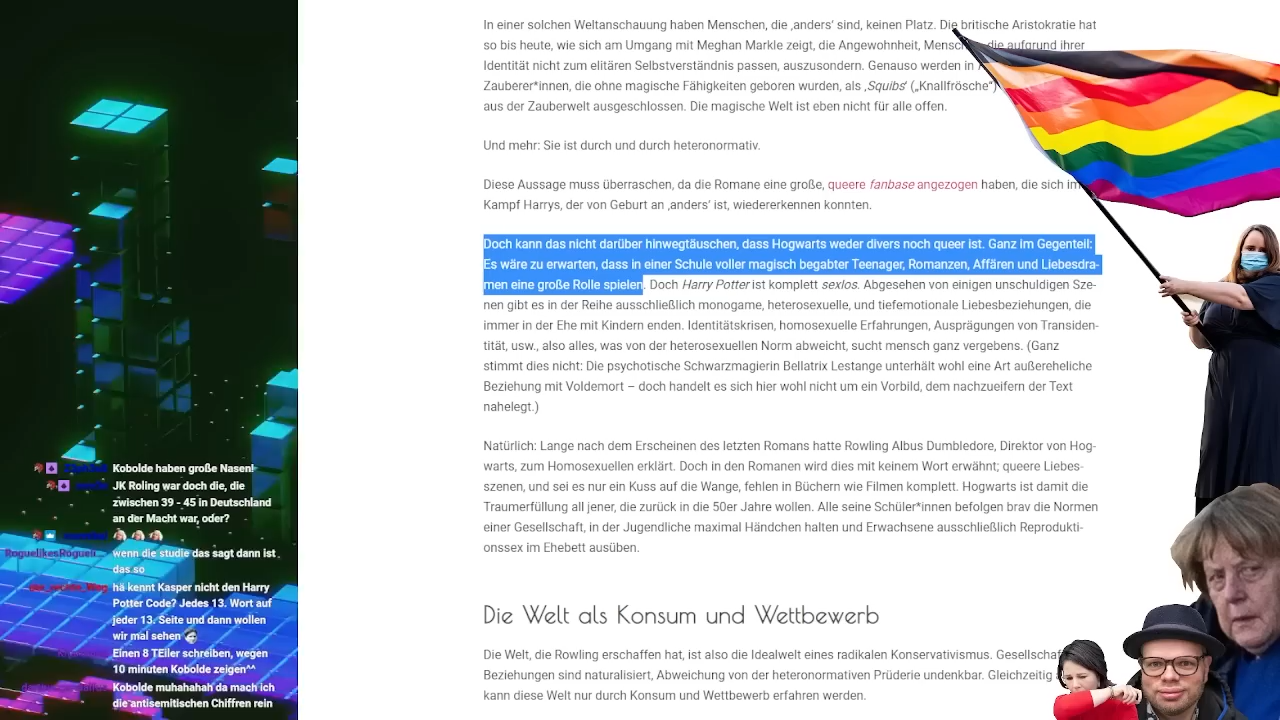 In einer solchen Weltanschauung haben Menschen, die ‚anders‘ sind, keinen Platz. Die britische Aristokratie hat
so bis heute, wie sich am Umgang mit Meghan Markle zeigt, die Angewohnheit, die aufgrund ihrer
Identität nicht zum elitären Selbstverständnis passen, auszusondern. Genauso werden in
Zauberer*innen, die ohne magische Fähigkeiten geboren wurden, als ‚Squibs‘ („Knallfrösche“)
aus der Zauberwelt ausgeschlossen. Die magische Welt ist eben nicht für alle offen.
Und mehr: Sie ist durch und durch heteronormativ.
Diese Aussage muss überraschen, da die Romane eine große, queere fanbase angezogen haben, die sich im
Kampf Harrys, der von Geburt an ‚anders‘ ist, wiedererkennen konnten.
Doch kann das nicht darüber hinwegtäuschen, dass Hogwarts weder divers noch queer ist. Ganz im Gegenteil:
Es wäre zu erwarten, dass in einer Schule voller magisch begabter Teenager, Romanzen, Affären und Liebesdra-
men eine große Rolle spielen. Doch Harry Potter ist komplett sexlos. Abgesehen von einigen unschuldigen Sze-
nen gibt es in der Reihe ausschließlich monogame, heterosexuelle, und tiefemotionale Liebesbeziehungen, die
immer in der Ehe mit Kindern enden. Identitätskrisen, homosexuelle Erfahrungen, Ausprägungen von Transiden-
tität, usw., also alles, was von der heterosexuellen Norm abweicht, sucht mensch ganz vergebens. (Ganz
stimmt dies nicht: Die psychotische Schwarzmagierin Bellatrix Lestange unterhält wohl eine Art außereheliche
Beziehung mit Voldemort – doch handelt es sich hier wohl nicht um ein Vorbild, dem nachzueifern der Text
nahelegt.)
Natürlich: Lange nach dem Erscheinen des letzten Romans hatte Rowling Albus Dumbledore, Direktor von Hog-
warts, zum Homosexuellen erklärt. Doch in den Romanen wird dies mit keinem Wort erwähnt; queere Liebes-
szenen, und sei es nur ein Kuss auf die Wange, fehlen in Büchern wie Filmen komplett. Hogwarts ist damit die
Traumerfüllung all jener, die zurück in die 50er Jahre wollen. Alle seine Schüler*innen befolgen brav die Normen
einer Gesellschaft, in der Jugendliche maximal Händchen halten und Erwachsene ausschließlich Reprodukti-
onssex im Ehebett ausüben.
Die Welt als Konsum und Wettbewerb
Die Welt, die Rowling erschaffen hat, ist also die Idealwelt eines radikalen Konservativismus.
Beziehungen sind naturalisiert, Abweichung von der heteronormativen Prüderie undenkbar. Gleichzeitig
kann diese Welt nur durch Konsum und Wettbewerb erfahren werden.
Kobolde haben große Nasen!
JK Roling war doch die, die
zwischen 39 - 45 in Deutschland
an der Macht war, oder?
RoguelikesRogueli...
wenn die studie das sagt dann ist
das so
hä kennt Kasper nicht den Harry
Potter Code? Jedes 13. Wort auf
jeder 13. Seite und dann wollen
wir mal sehen
Einen 8 TEiler schreiben, wegen
10 minuten Kobolde zeigen^^
Kobolde muhahahah da mach ich
die antisemitischen Chiffren rein